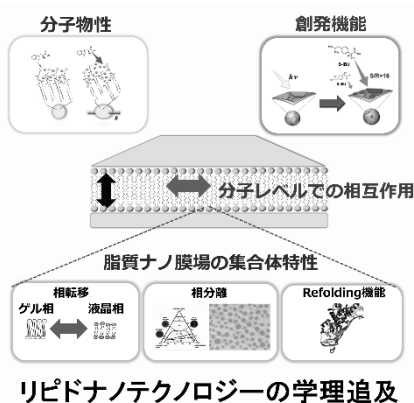 分子物性
創発機能
hν
S/R=18
分子レベルでの相互作用
脂質ナノ膜場の集合体特性
相転移
ゲル相
液晶相
相分離
Refolding機能
リピドナノテクノロジーの学理追及